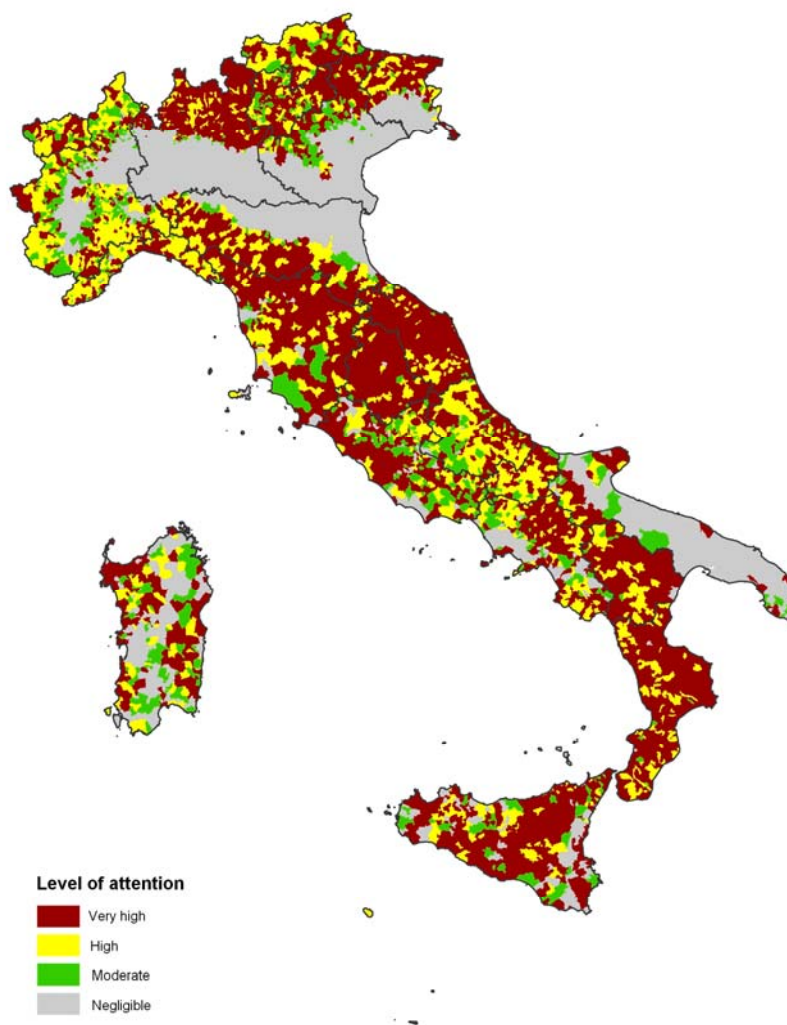 Level of attention
Very high
High
Moderate
Negligible